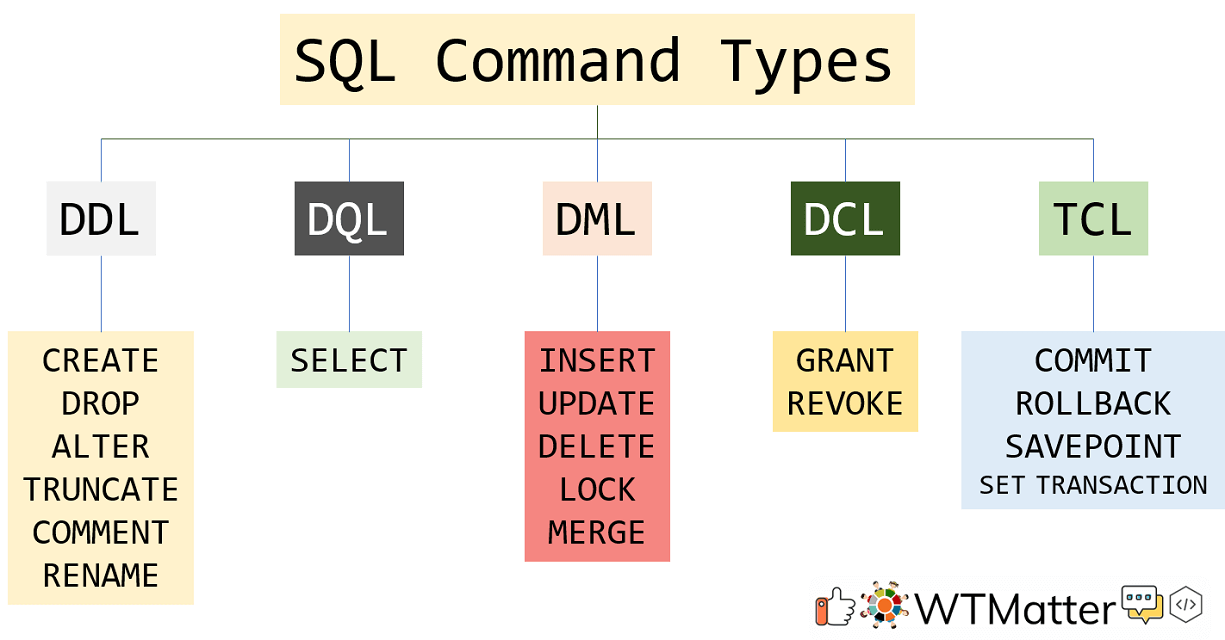 SQL Command Types
DDL
DQL
DML
DCL
TCL
CREATE
DROP
ALTER
TRUNCATE
COMMENT
RENAME
SELECT
INSERT
UPDATE
DELETE
LOCK
MERGE
GRANT
REVOKE
COMMIT
ROLLBACK
SAVEPOINT
SET TRANSACTION
WTMatter